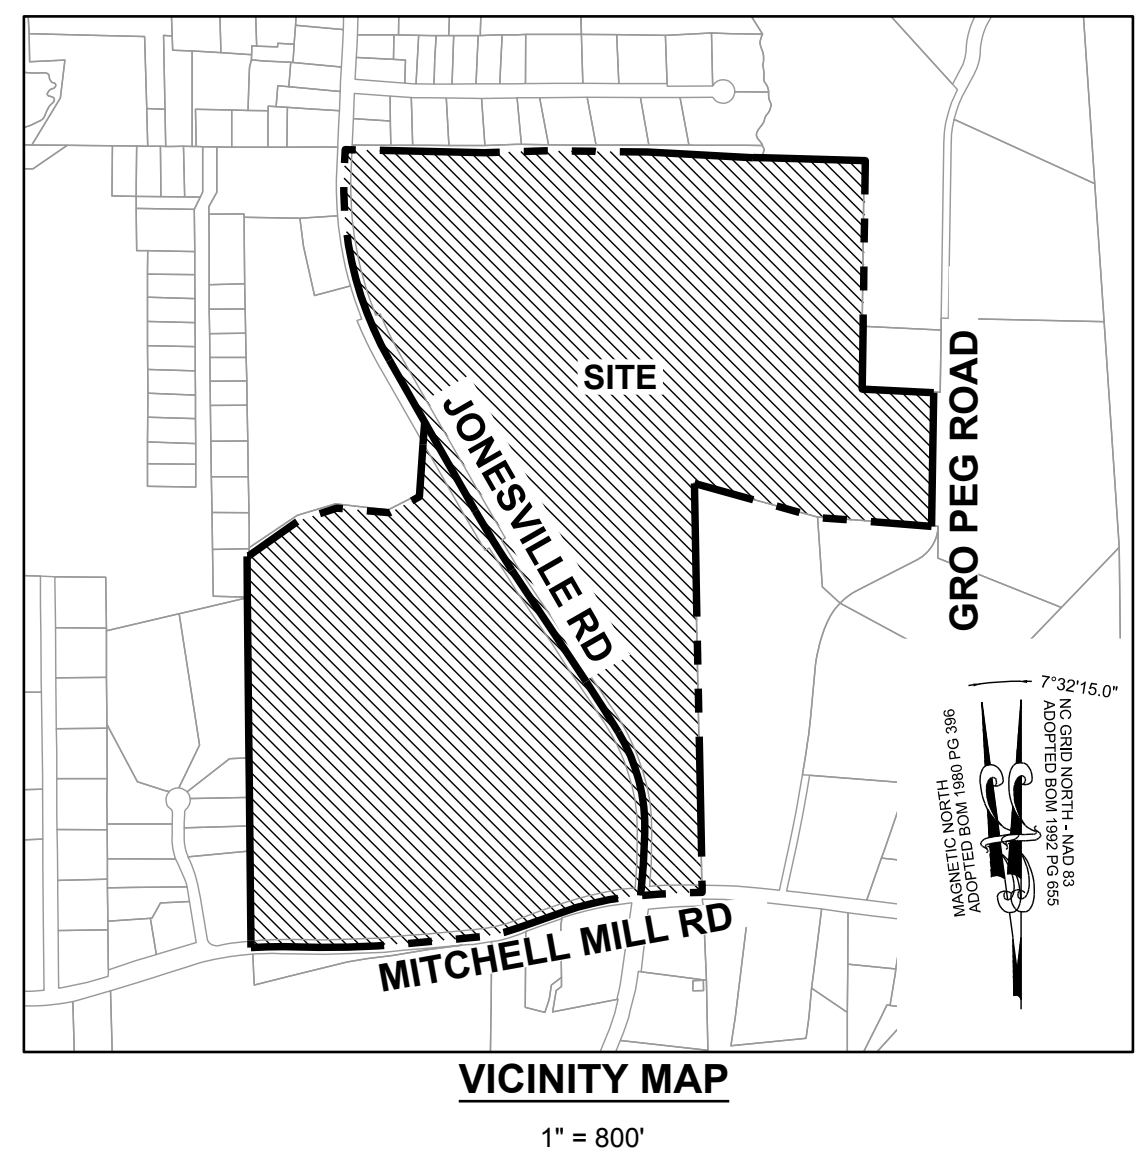 SITE
JONESVILLE RD
GRO PEG ROAD
7°32'15.0"
MAGNETIC NORTH
ADOPTED BOM 1980 PG 396
NC GRID NORTH - NAD 83
ADOPTED BOM 1992 PG 655
MITCHELL MILL RD
VICINITY MAP
1" = 800'